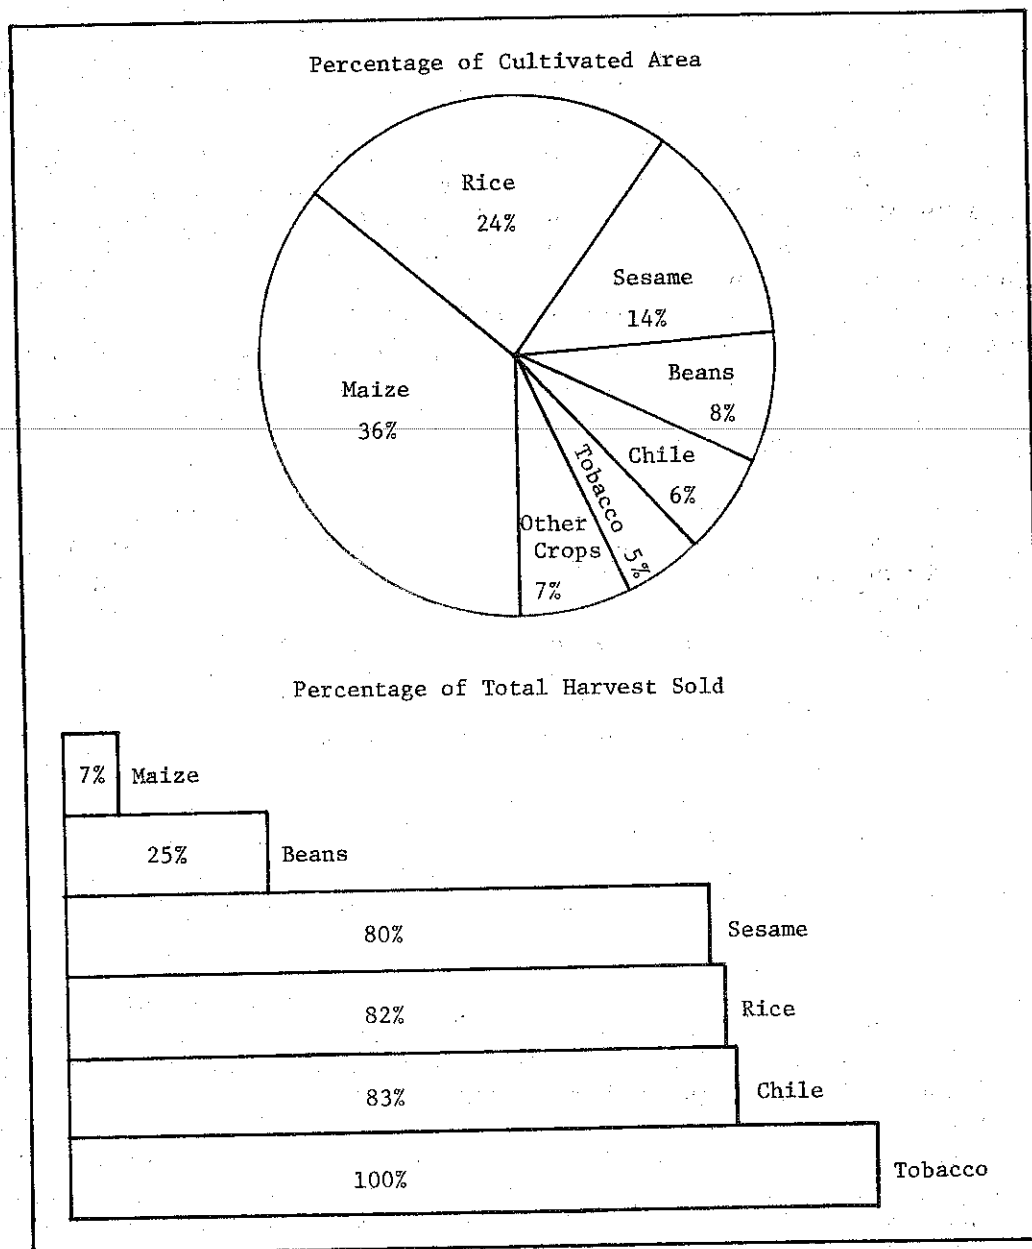 Percentage of Cultivated Area
Rice
24%
Sesame
14%
Beans
8%
Maize
36%
Chile
6%
Tobacco 5%
Other
Crops
7%
Percentage of Total Harvest Sold
7% Maize
25% Beans
80% Sesame
82% Rice
83% Chile
100% Tobacco